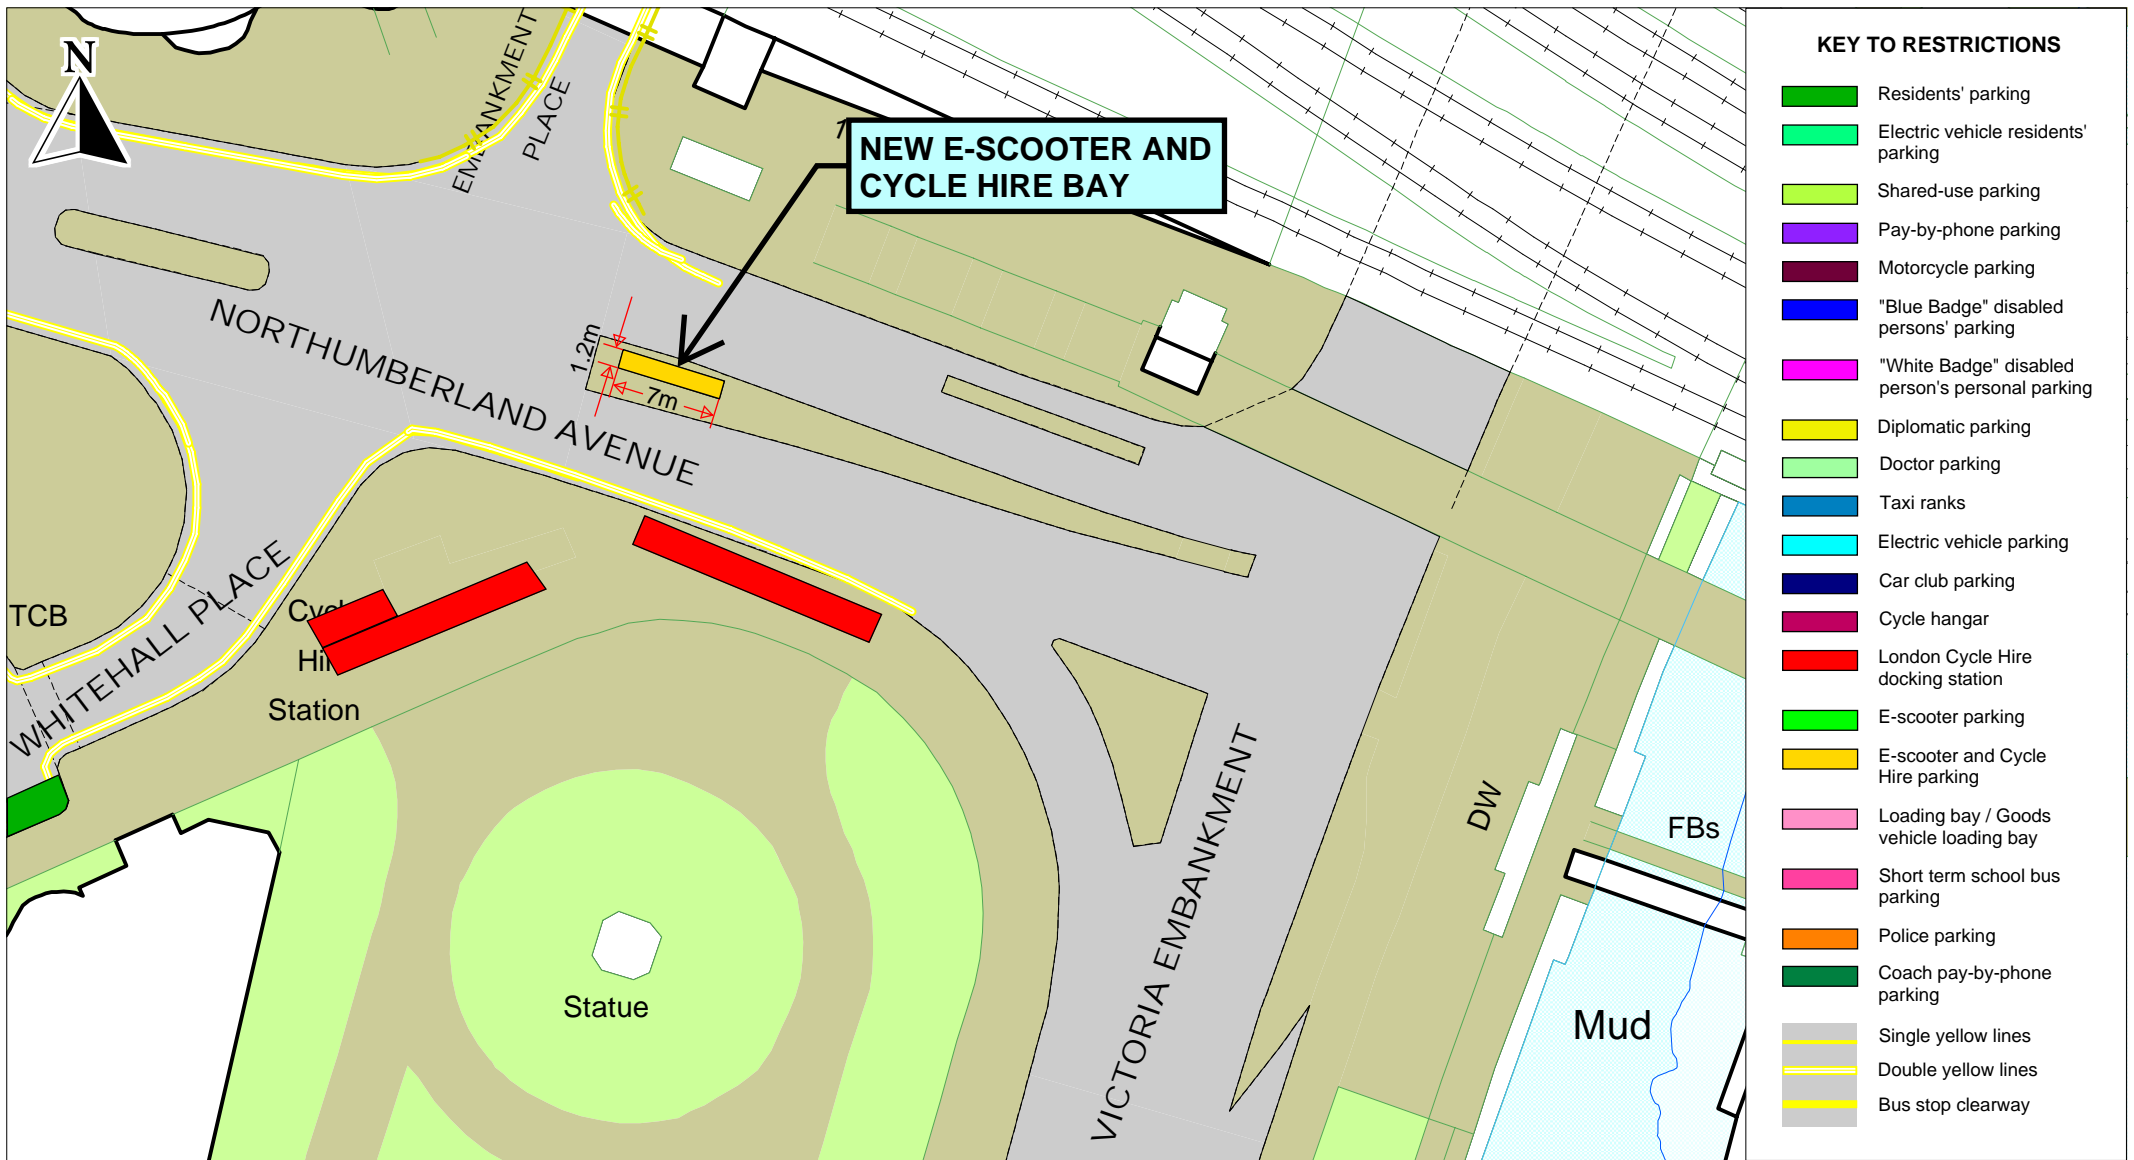 N
EMBANKMENT
PLACE
1
NEW E-SCOOTER AND
CYCLE HIRE BAY
NORTHUMBERLAND AVENUE
1.2m
7m
WHITEHALL PLACE
TCB
Cycl
Hir
Station
Statue
VICTORIA EMBANKMENT
DW
FBs
Mud
KEY TO RESTRICTIONS
Residents' parking
Electric vehicle residents'
parking
Shared-use parking
Pay-by-phone parking
Motorcycle parking
"Blue Badge" disabled
persons' parking
"White Badge" disabled
person's personal parking
Diplomatic parking
Doctor parking
Taxi ranks
Electric vehicle parking
Car club parking
Cycle hangar
London Cycle Hire
docking station
E-scooter parking
E-scooter and Cycle
Hire parking
Loading bay / Goods
vehicle loading bay
Short term school bus
parking
Police parking
Coach pay-by-phone
parking
Single yellow lines
Double yellow lines
Bus stop clearway